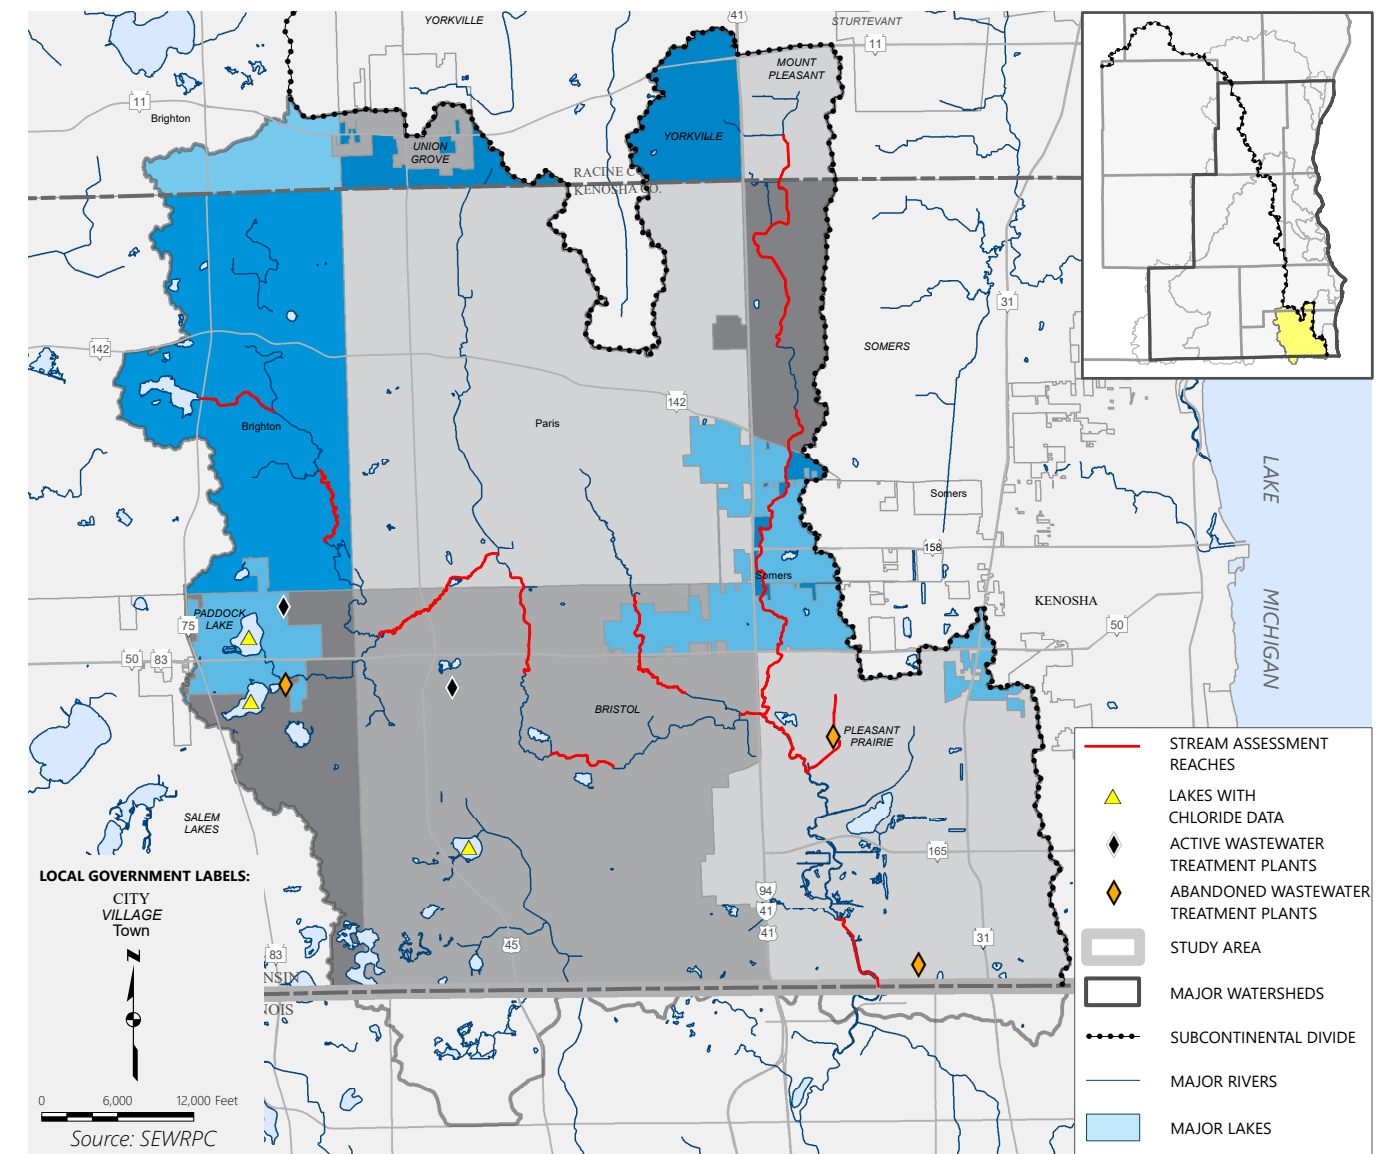 YORKVILLE
41
STURTEVANT
11
MOUNT
PLEASANT
11
Brighton
YORKVILLE
UNION
GROVE
RACINE CO.
KENOSHA CO.
31
142
SOMERS
142
Brighton
Paris
Somers
158
Somers
LAKE
MICHIGAN
PADDOCK
LAKE
75
KENOSHA
50
50
83
BRISTOL
PLEASANT
PRAIRIE
SALEM
LAKES
165
94
41
41
45
31
83
NSIN
NOIS
LOCAL GOVERNMENT LABELS:
CITY
VILLAGE
Town
N
0 6,000 12,000 Feet
Source: SEWRPC
STREAM ASSESSMENT
REACHES
LAKES WITH
CHLORIDE DATA
ACTIVE WASTEWATER
TREATMENT PLANTS
ABANDONED WASTEWATER
TREATMENT PLANTS
STUDY AREA
MAJOR WATERSHEDS
SUBCONTINENTAL DIVIDE
MAJOR RIVERS
MAJOR LAKES